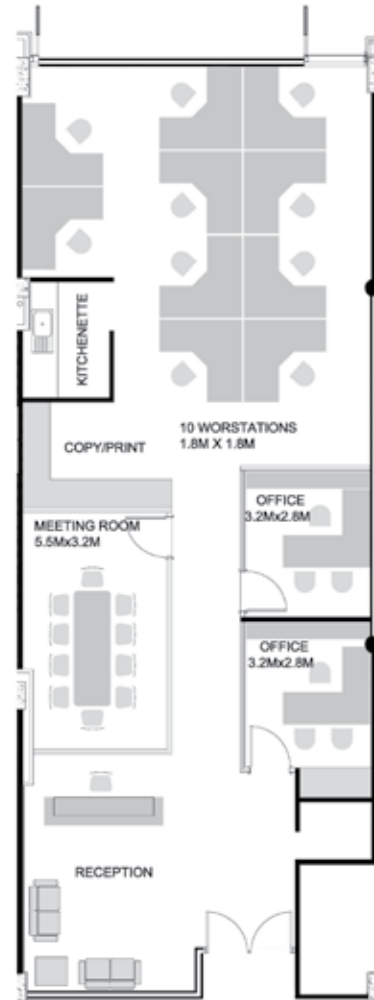 KITCHENETTE
10 WORSTATIONS
1.8M X 1.8M
COPY/PRINT
OFFICE
3.2Mx2.8M
MEETING ROOM
5.5Mx3.2M
OFFICE
3.2Mx2.8M
RECEPTION